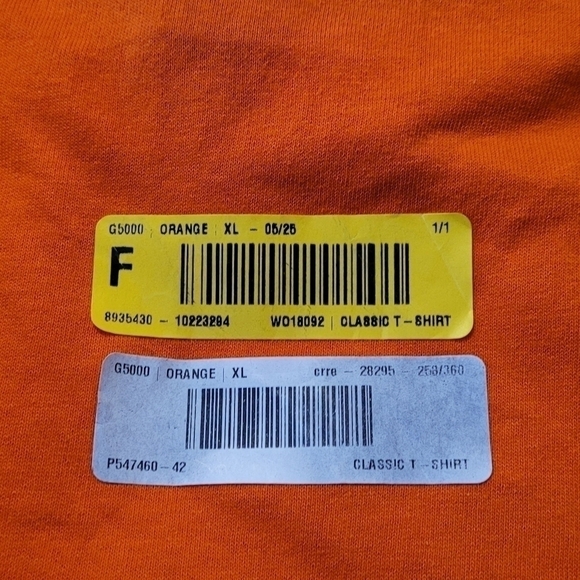 G5000 | ORANGE | XL - 05/25 1/1
F
8935430 - 10223294 WO18092 | CLASSIC T-SHIRT
G5000 | ORANGE | XL crre - 28295 - 258/360
P547460-42 CLASSIC T-SHIRT